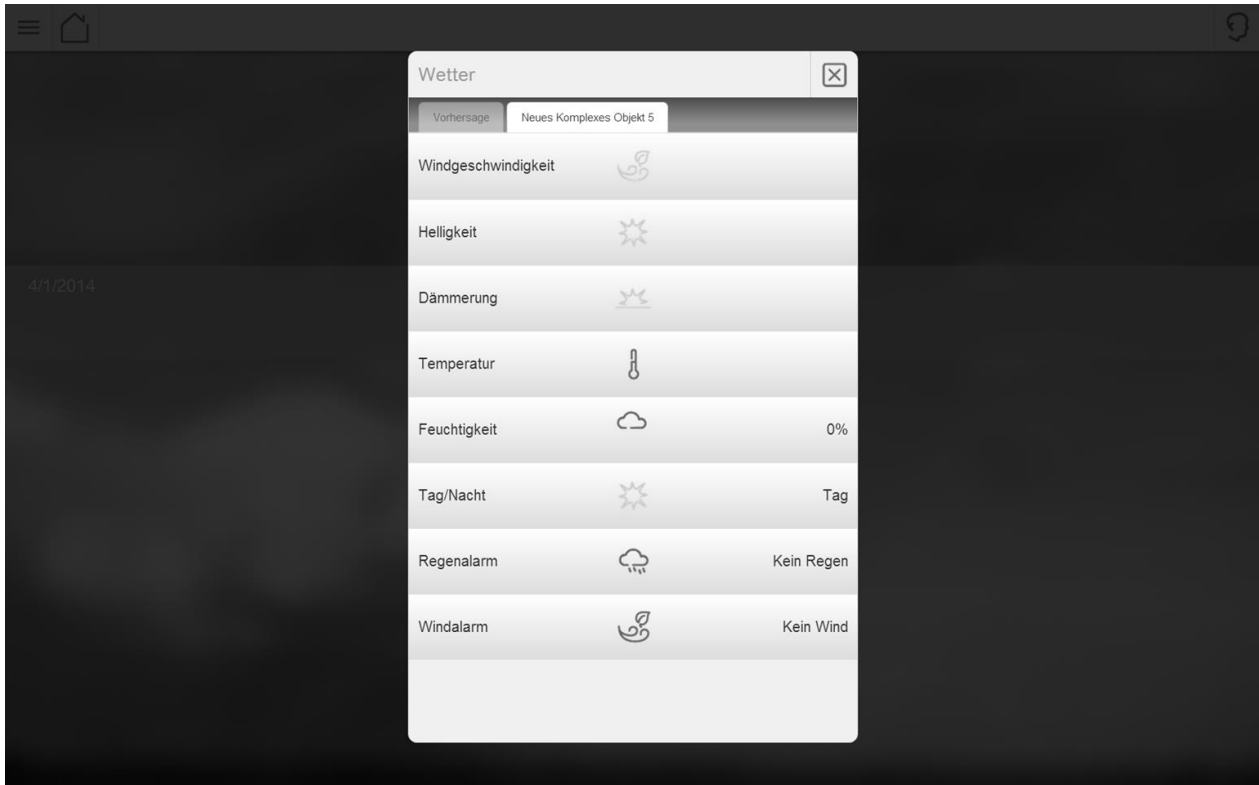 Wetter
Vorhersage Neues Komplexes Objekt 5
Windgeschwindigkeit
Helligkeit
4/1/2014
Dämmerung
Temperatur
Feuchtigkeit 0%
Tag/Nacht Tag
Regenalarm Kein Regen
Windalarm Kein Wind